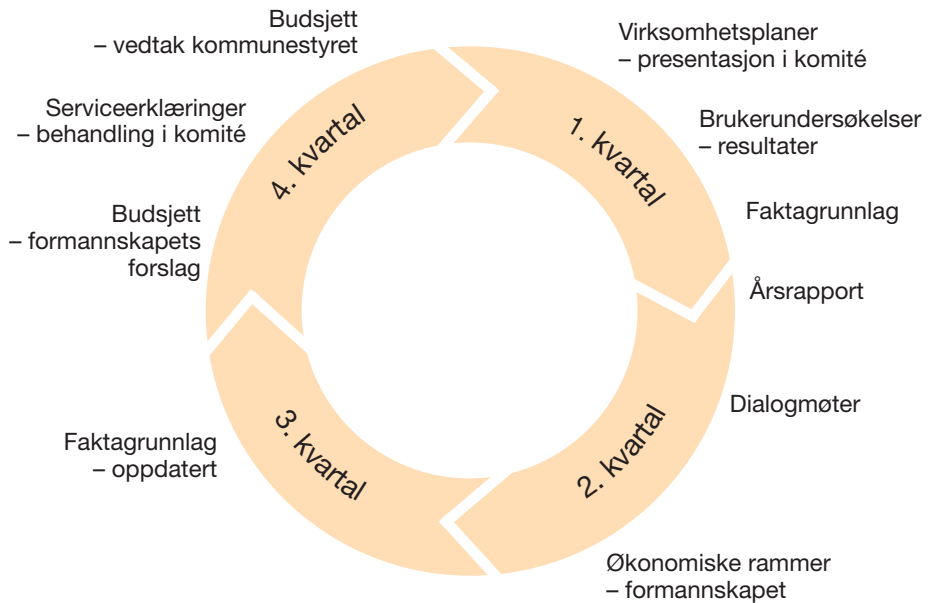 Budsjett
– vedtak kommunestyret
Serviceerklæringer
– behandling i komité
Budsjett
– formannskapets
forslag
Faktagrunnlag
– oppdatert
Virksomhetsplaner
– presentasjon i komité
Brukerundersøkelser
– resultater
Faktagrunnlag
Årsrapport
Dialogmøter
Økonomiske rammer
– formannskapet
1. kvartal
2. kvartal
3. kvartal
4. kvartal